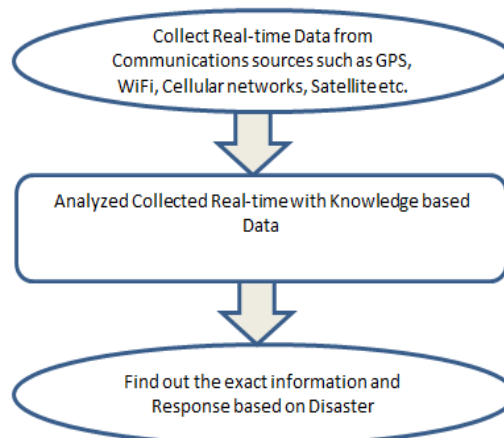 Collect Real-time Data from
Communications sources such as GPS,
WiFi, Cellular networks, Satellite etc.
Analyzed Collected Real-time with Knowledge based
Data
Find out the exact information and
Response based on Disaster